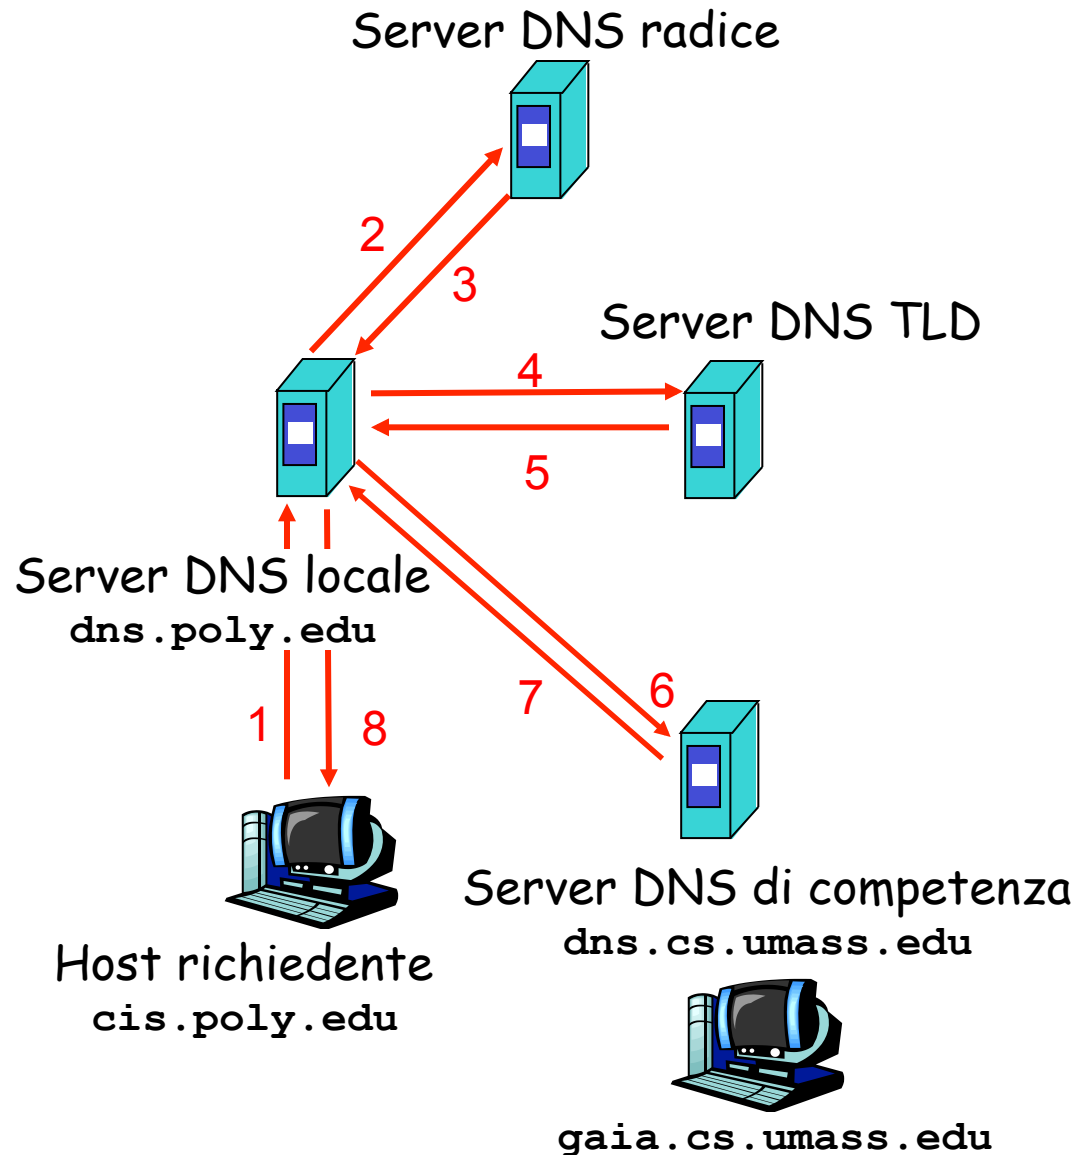 Server DNS radice
2
3
Server DNS TLD
4
5
Server DNS locale
dns.poly.edu
1
8
7
6
Server DNS di competenza
dns.cs.umass.edu
Host richiedente
cis.poly.edu
gaia.cs.umass.edu